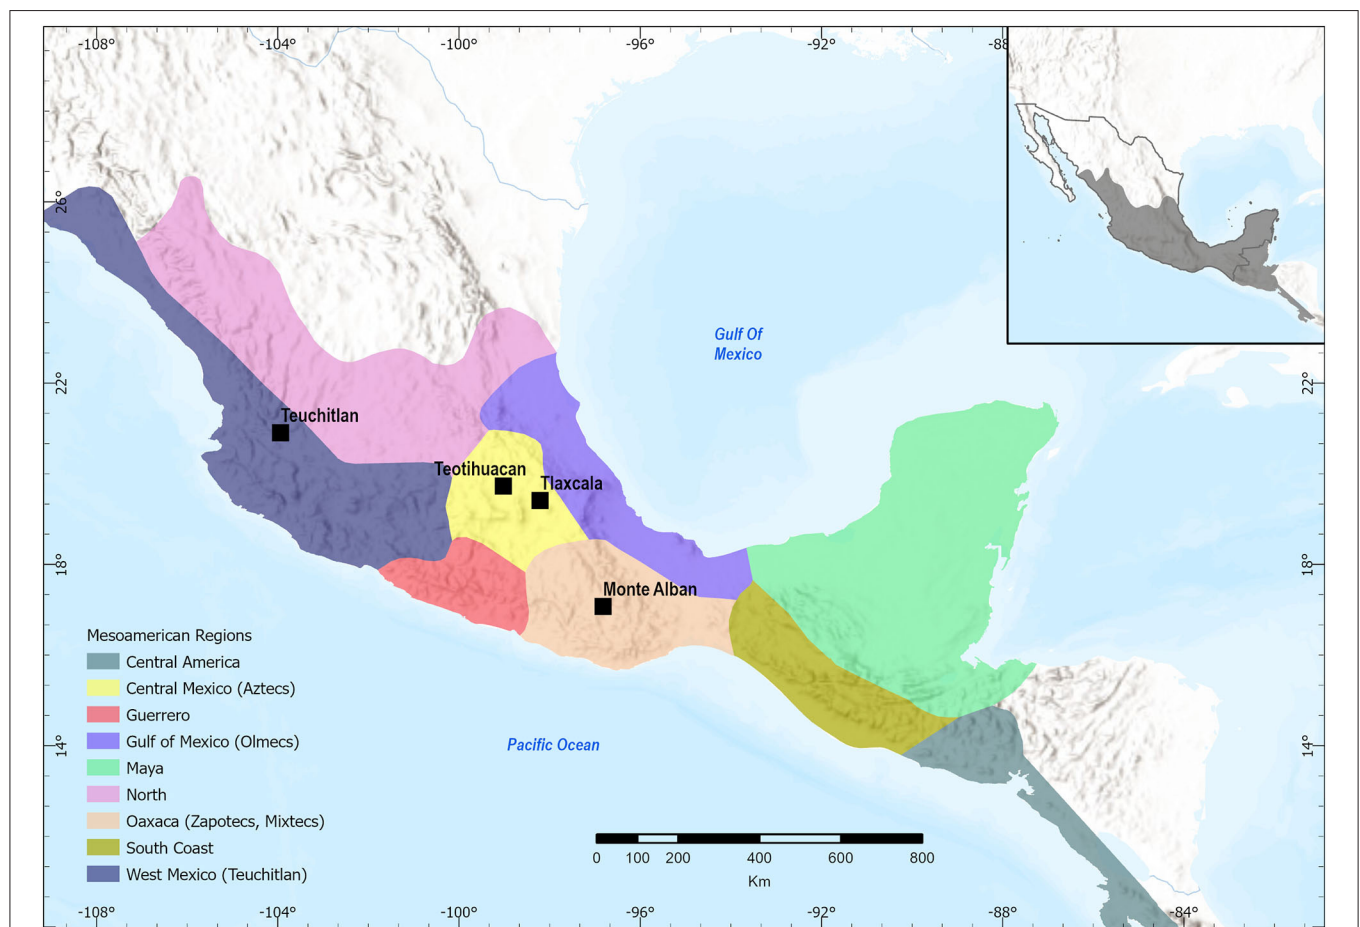 -108°
-104°
-100°
-96°
-92°
-88
26°
22°
22°
18°
18°
14°
14°
Gulf Of
Mexico
Teuchitlan
Teotihuacan
Tlaxcala
Monte Alban
Pacific Ocean
Mesoamerican Regions
Central America
Central Mexico (Aztecs)
Guerrero
Gulf of Mexico (Olmecs)
Maya
North
Oaxaca (Zapotecs, Mixtecs)
South Coast
West Mexico (Teuchitlan)
0 100 200 400 600 800
Km
-108°
-104°
-100°
-96°
-92°
-88°
-84°